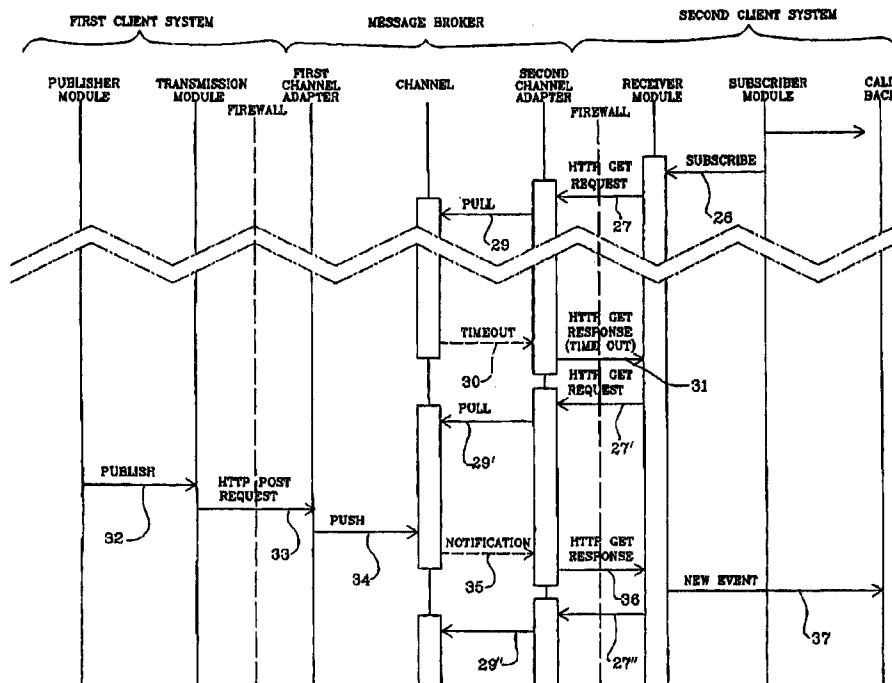 FIRST CLIENT SYSTEM
MESSAGE BROKER
SECOND CLIENT SYSTEM
PUBLISHER
MODULE
TRANSMISSION
MODULE
FIREWALL
FIRST
CHANNEL
ADAPTER
CHANNEL
SECOND
CHANNEL
ADAPTER
FIREWALL
RECEIVER
MODULE
SUBSCRIBER
MODULE
CALL
BACK
SUBSCRIBE
26
HTTP GET
REQUEST
27
PULL
29
TIMEOUT
30
HTTP GET
RESPONSE
(TIME OUT)
31
HTTP GET
REQUEST
27'
PULL
29'
PUBLISH
32
HTTP POST
REQUEST
33
PUSH
34
NOTIFICATION
35
HTTP GET
RESPONSE
36
NEW EVENT
37
27"
29"